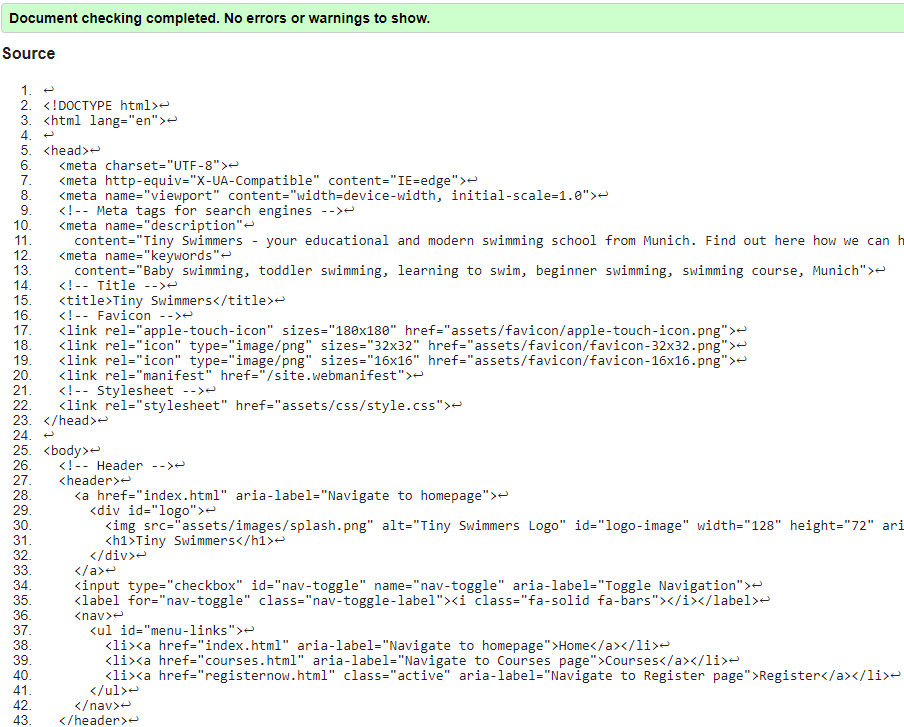 Document checking completed. No errors or warnings to show.
Source
1. ↩
2. <!DOCTYPE html>↩
3. <html lang="en">↩
4. ↩
5. <head>↩
6. <meta charset="UTF-8">↩
7. <meta http-equiv="X-UA-Compatible" content="IE=edge">↩
8. <meta name="viewport" content="width=device-width, initial-scale=1.0">↩
9. <!-- Meta tags for search engines -->↩
10. <meta name="description"↩
11. content="Tiny Swimmers - your educational and modern swimming school from Munich. Find out here how we can h
12. <meta name="keywords"↩
13. content="Baby swimming, toddler swimming, learning to swim, beginner swimming, swimming course, Munich">↩
14. <!-- Title -->↩
15. <title>Tiny Swimmers</title>↩
16. <!-- Favicon -->↩
17. <link rel="apple-touch-icon" sizes="180x180" href="assets/favicon/apple-touch-icon.png">↩
18. <link rel="icon" type="image/png" sizes="32x32" href="assets/favicon/favicon-32x32.png">↩
19. <link rel="icon" type="image/png" sizes="16x16" href="assets/favicon/favicon-16x16.png">↩
20. <link rel="manifest" href="/site.webmanifest">↩
21. <!-- Stylesheet -->↩
22. <link rel="stylesheet" href="assets/css/style.css">↩
23. </head>↩
24. ↩
25. <body>↩
26. <!-- Header -->↩
27. <header>↩
28. <a href="index.html" aria-label="Navigate to homepage">↩
29. <div id="logo">↩
30. <img src="assets/images/splash.png" alt="Tiny Swimmers Logo" id="logo-image" width="128" height="72" ari
31. <h1>Tiny Swimmers</h1>↩
32. </div>↩
33. </a>↩
34. <input type="checkbox" id="nav-toggle" name="nav-toggle" aria-label="Toggle Navigation">↩
35. <label for="nav-toggle" class="nav-toggle-label"><i class="fa-solid fa-bars"></i></label>↩
36. <nav>↩
37. <ul id="menu-links">↩
38. <li><a href="index.html" aria-label="Navigate to homepage">Home</a></li>↩
39. <li><a href="courses.html" aria-label="Navigate to Courses page">Courses</a></li>↩
40. <li><a href="registernow.html" class="active" aria-label="Navigate to Register page">Register</a></li>↩
41. </ul>↩
42. </nav>↩
43. </header>↩